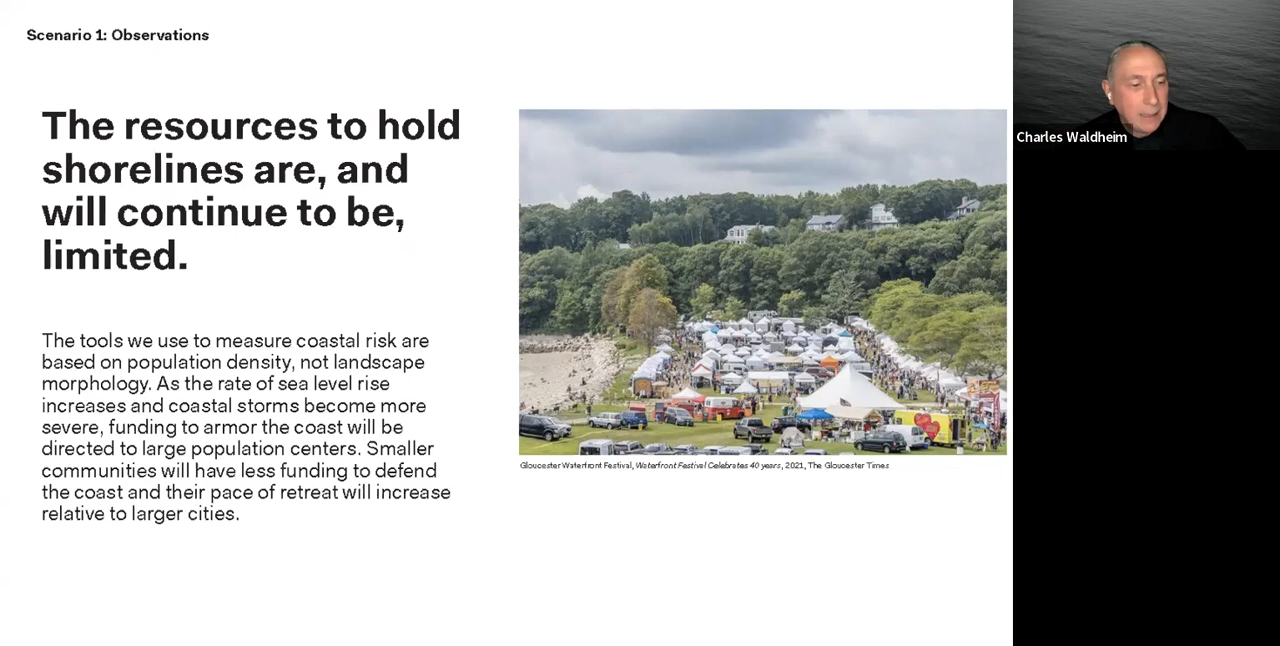 Scenario 1: Observations
The resources to hold
shorelines are, and
will continue to be,
limited.
The tools we use to measure coastal risk are
based on population density, not landscape
morphology. As the rate of sea level rise
increases and coastal storms become more
severe, funding to armor the coast will be
directed to large population centers. Smaller
communities will have less funding to defend
the coast and their pace of retreat will increase
relative to larger cities.
Gloucester Waterfront Festival, Waterfront Festival Celebrates 40 years, 2021, The Gloucester Times
Charles Waldheim